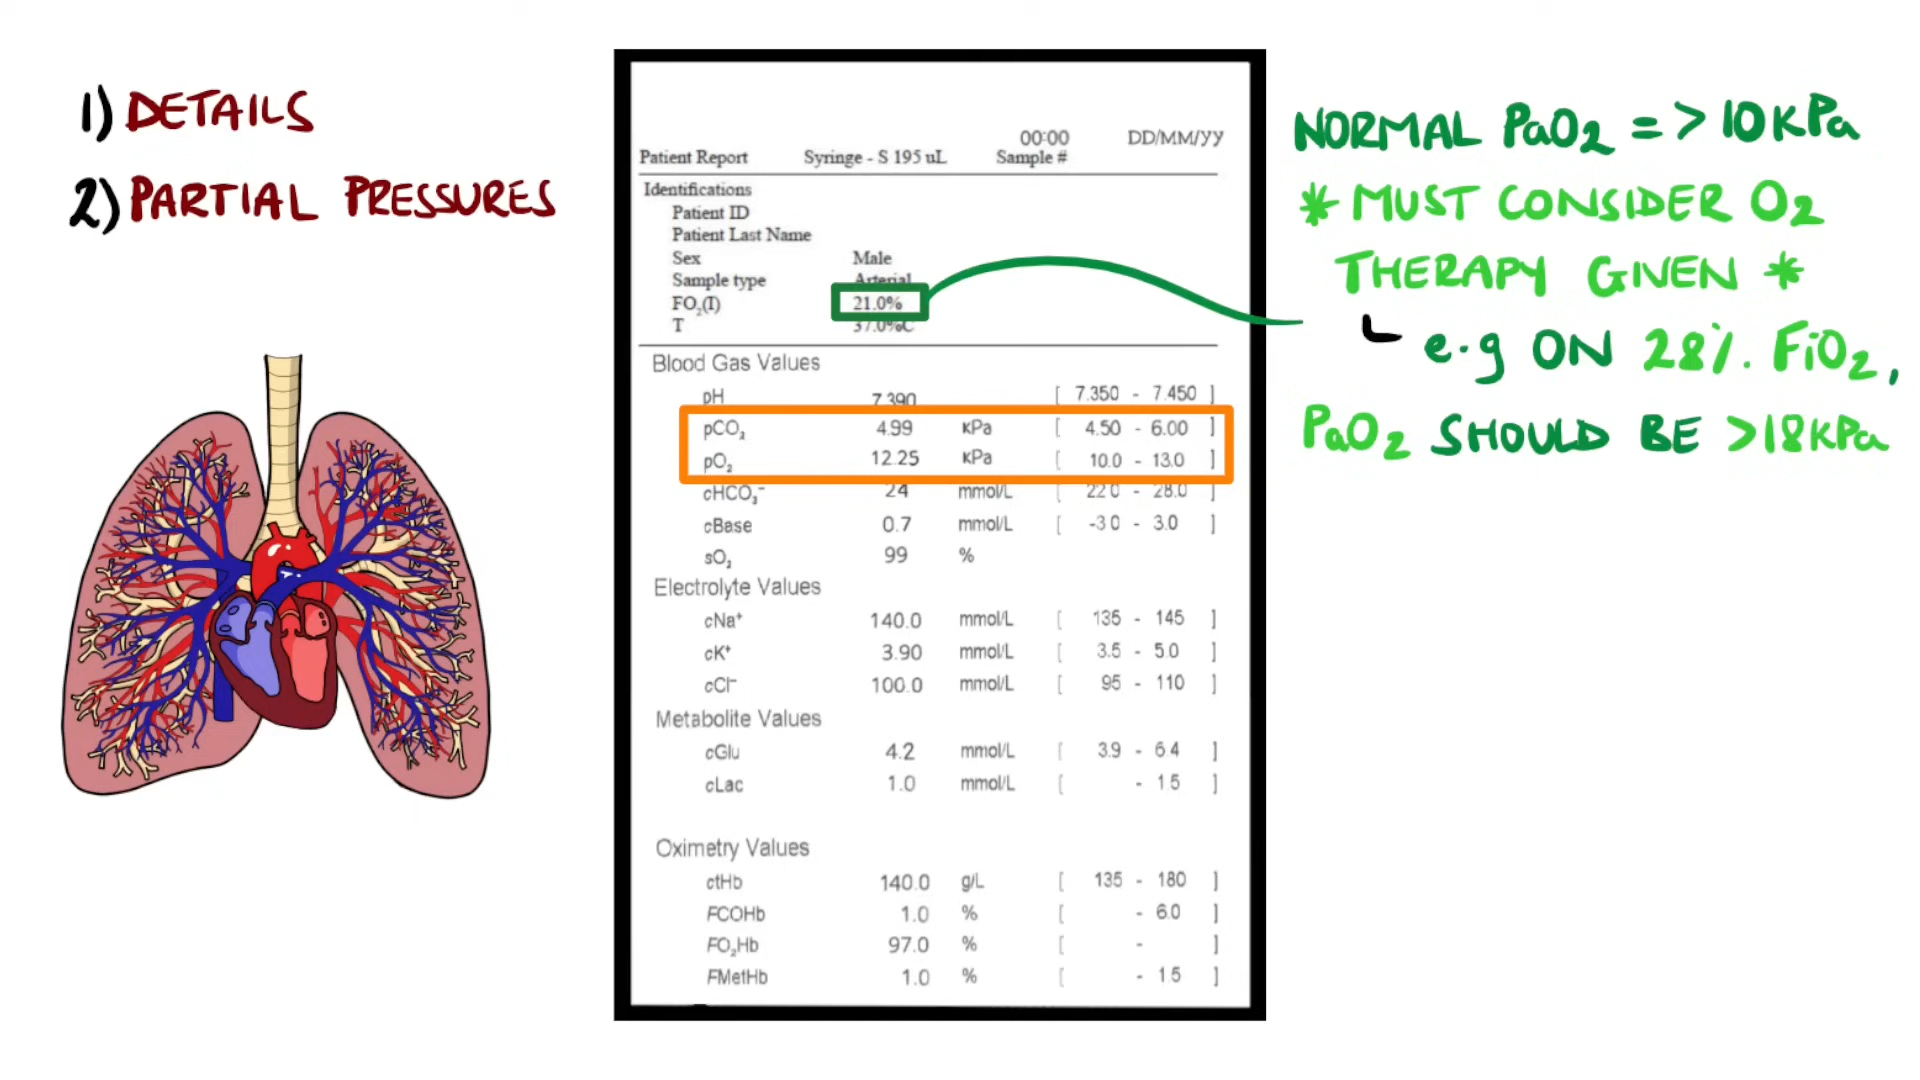 1) DETAILS
2) PARTIAL PRESSURES
00:00 DD/MM/yy
Patient Report Syringe - S 195 uL Sample #
Identifications
Patient ID
Patient Last Name
Sex Male
Sample type Arterial
FO₂(I) 21.0%
T 37.0%C
Blood Gas Values
pH 7.390 [ 7.350 - 7.450 ]
pCO₂ 4.99 kPa [ 4.50 - 6.00 ]
pO₂ 12.25 kPa [ 10.0 - 13.0 ]
cHCO₃⁻ 24 mmol/L [ 22.0 - 28.0 ]
cBase 0.7 mmol/L [ -3.0 - 3.0 ]
sO₂ 99 %
Electrolyte Values
cNa⁺ 140.0 mmol/L [ 135 - 145 ]
cK⁺ 3.90 mmol/L [ 3.5 - 5.0 ]
cCl⁻ 100.0 mmol/L [ 95 - 110 ]
Metabolite Values
cGlu 4.2 mmol/L [ 3.9 - 6.4 ]
cLac 1.0 mmol/L [ - 1.5 ]
Oximetry Values
ctHb 140.0 g/L [ 135 - 180 ]
FCOHb 1.0 % [ - 6.0 ]
FO₂Hb 97.0 % [ - ]
FMetHb 1.0 % [ - 1.5 ]
NORMAL PaO₂ = >10kPa
* MUST CONSIDER O₂
THERAPY GIVEN *
e.g ON 28%. FiO₂,
PaO₂ SHOULD BE >18kPa